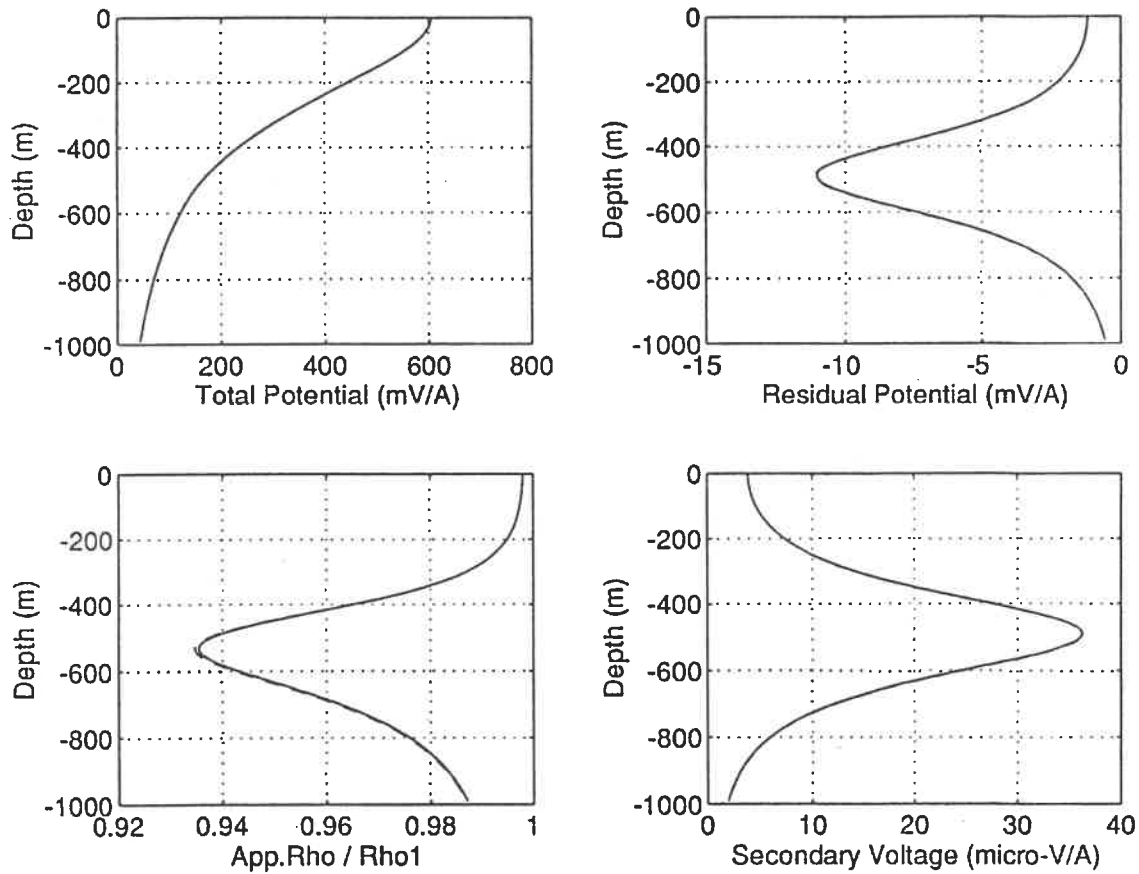 0
-200
-400
-600
-800
-1000
Depth (m)
0 200 400 600 800
Total Potential (mV/A)
0
-200
-400
-600
-800
-1000
Depth (m)
-15 -10 -5 0
Residual Potential (mV/A)
0
-200
-400
-600
-800
-1000
Depth (m)
0.92 0.94 0.96 0.98 1
App.Rho / Rho1
0
-200
-400
-600
-800
-1000
Depth (m)
0 10 20 30 40
Secondary Voltage (micro-V/A)